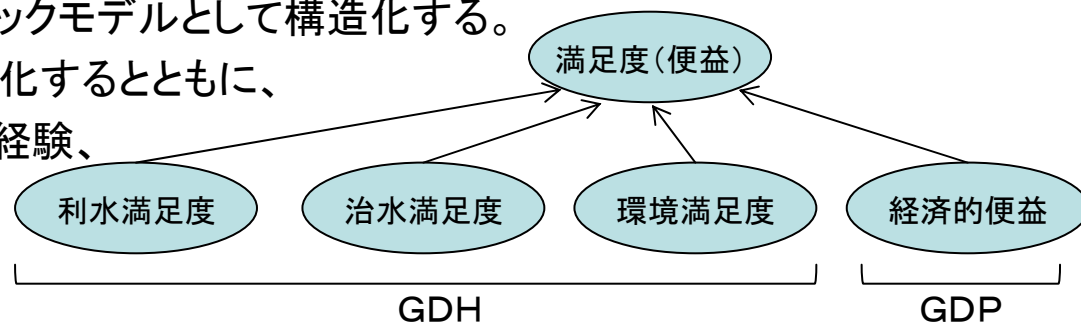 ックモデルとして構造化する。
化するとともに、
経験、
満足度(便益)
利水満足度
治水満足度
環境満足度
経済的便益
GDH
GDP